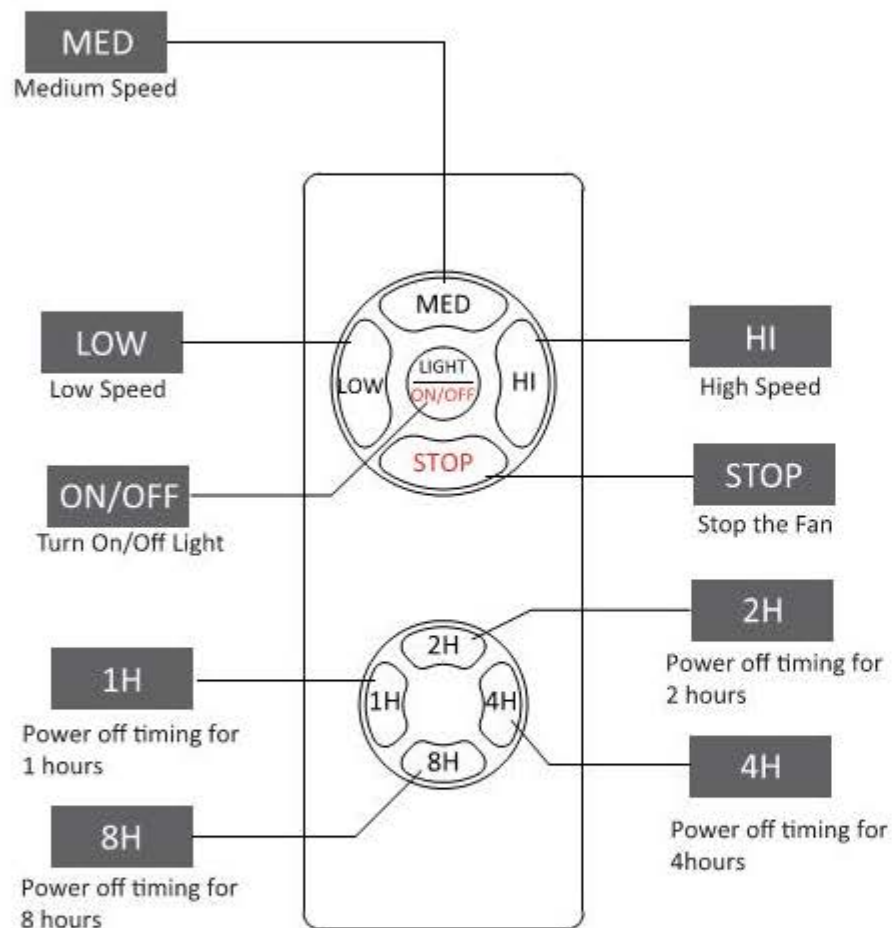 MED
Medium Speed
MED
LOW
Low Speed
LIGHT
ON/OFF
LOW
HI
STOP
HI
High Speed
ON/OFF
Turn On/Off Light
STOP
Stop the Fan
2H
1H
4H
8H
2H
Power off timing for
2 hours
1H
Power off timing for
1 hours
4H
Power off timing for
4hours
8H
Power off timing for
8 hours